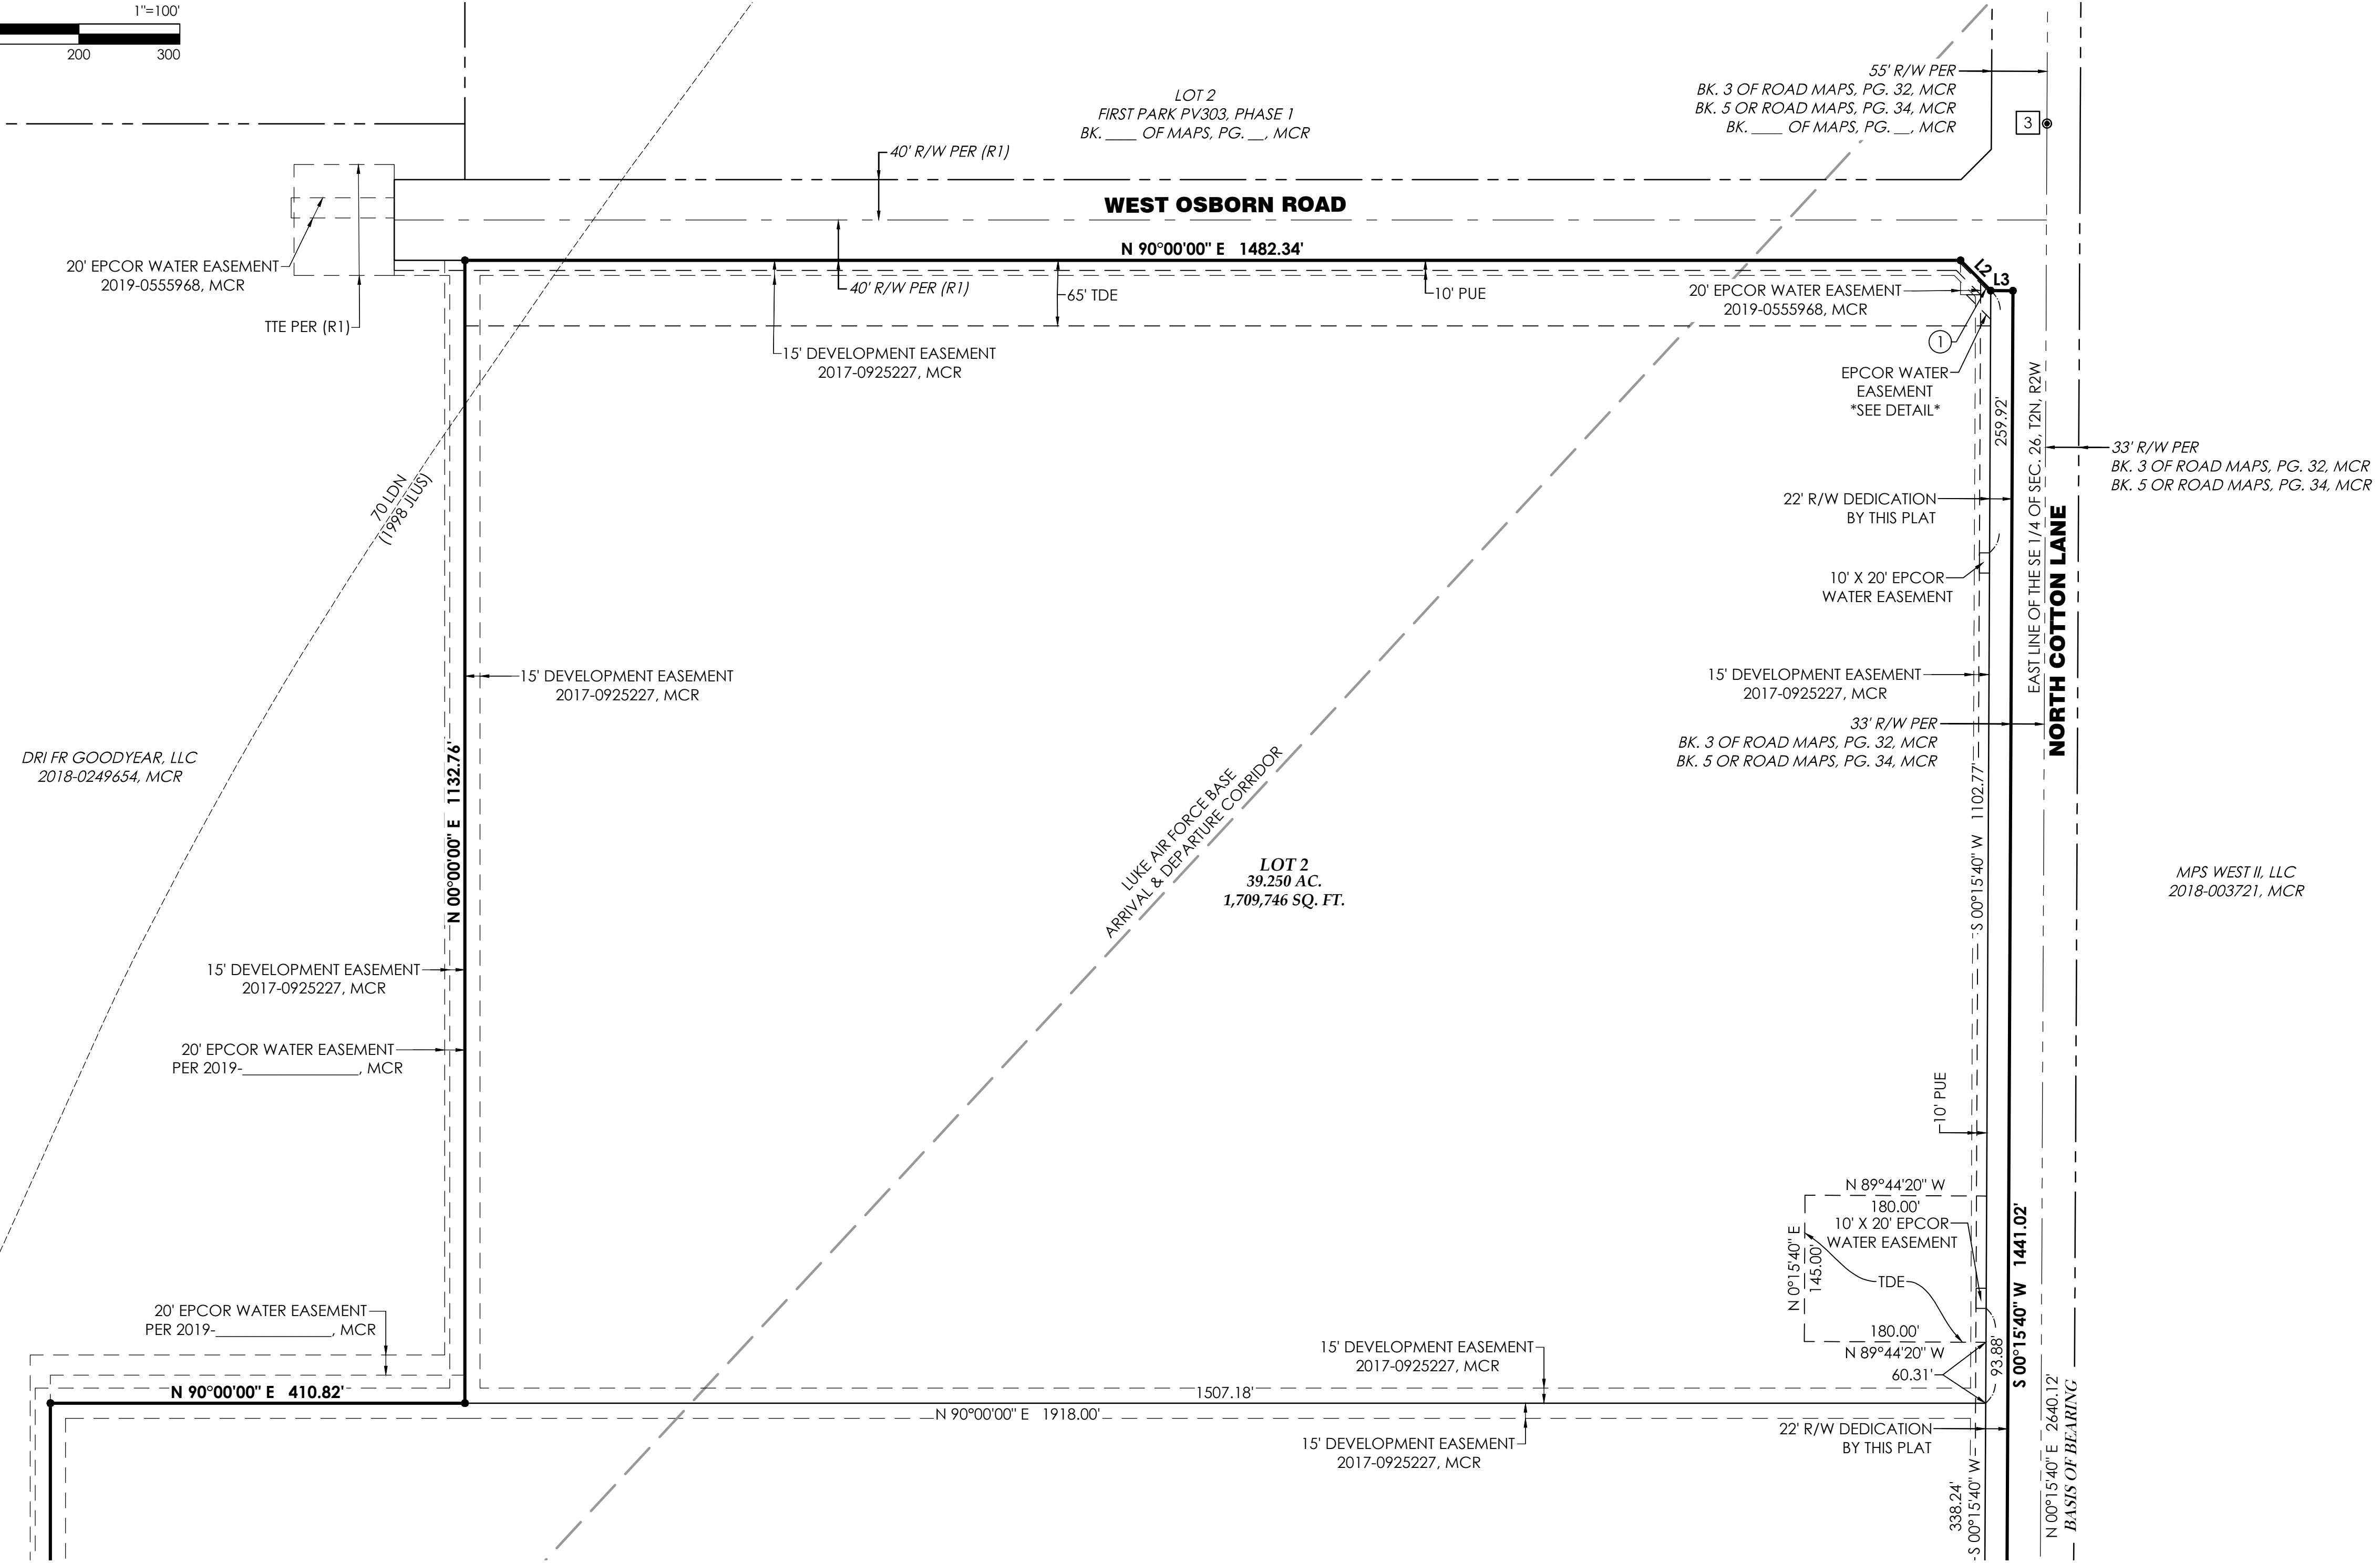 1"=100'
200 300
LOT 2
FIRST PARK PV303, PHASE 1
BK. ____ OF MAPS, PG. __, MCR
55' R/W PER
BK. 3 OF ROAD MAPS, PG. 32, MCR
BK. 5 OR ROAD MAPS, PG. 34, MCR
BK. ____ OF MAPS, PG. __, MCR
3
40' R/W PER (R1)
WEST OSBORN ROAD
N 90°00'00" E 1482.34'
20' EPCOR WATER EASEMENT
2019-0555968, MCR
TTE PER (R1)
40' R/W PER (R1)
65' TDE
10' PUE
20' EPCOR WATER EASEMENT
2019-0555968, MCR
L2
L3
1
15' DEVELOPMENT EASEMENT
2017-0925227, MCR
EPCOR WATER
EASEMENT
*SEE DETAIL*
259.92'
EAST LINE OF THE SE 1/4 OF SEC. 26, T2N, R2W
33' R/W PER
BK. 3 OF ROAD MAPS, PG. 32, MCR
BK. 5 OR ROAD MAPS, PG. 34, MCR
70 LDN
(1998 JLUS)
22' R/W DEDICATION
BY THIS PLAT
NORTH COTTON LANE
10' X 20' EPCOR
WATER EASEMENT
15' DEVELOPMENT EASEMENT
2017-0925227, MCR
15' DEVELOPMENT EASEMENT
2017-0925227, MCR
33' R/W PER
BK. 3 OF ROAD MAPS, PG. 32, MCR
BK. 5 OR ROAD MAPS, PG. 34, MCR
DRI FR GOODYEAR, LLC
2018-0249654, MCR
N 00°00'00" E 1132.76'
LUKE AIR FORCE BASE
ARRIVAL & DEPARTURE CORRIDOR
LOT 2
39.250 AC.
1,709,746 SQ. FT.
S 00°15'40" W 1102.77'
MPS WEST II, LLC
2018-003721, MCR
15' DEVELOPMENT EASEMENT
2017-0925227, MCR
20' EPCOR WATER EASEMENT
PER 2019-______________, MCR
10' PUE
N 89°44'20" W
180.00'
10' X 20' EPCOR
WATER EASEMENT
N 0°15'40" E
145.00'
TDE
180.00'
N 89°44'20" W
60.31'
93.88'
S 00°15'40" W 1441.02'
20' EPCOR WATER EASEMENT
PER 2019-______________, MCR
15' DEVELOPMENT EASEMENT
2017-0925227, MCR
N 90°00'00" E 410.82'
1507.18'
N 90°00'00" E 1918.00'
15' DEVELOPMENT EASEMENT
2017-0925227, MCR
22' R/W DEDICATION
BY THIS PLAT
338.24'
S 00°15'40" W
N 00°15'40" E 2640.12'
BASIS OF BEARING